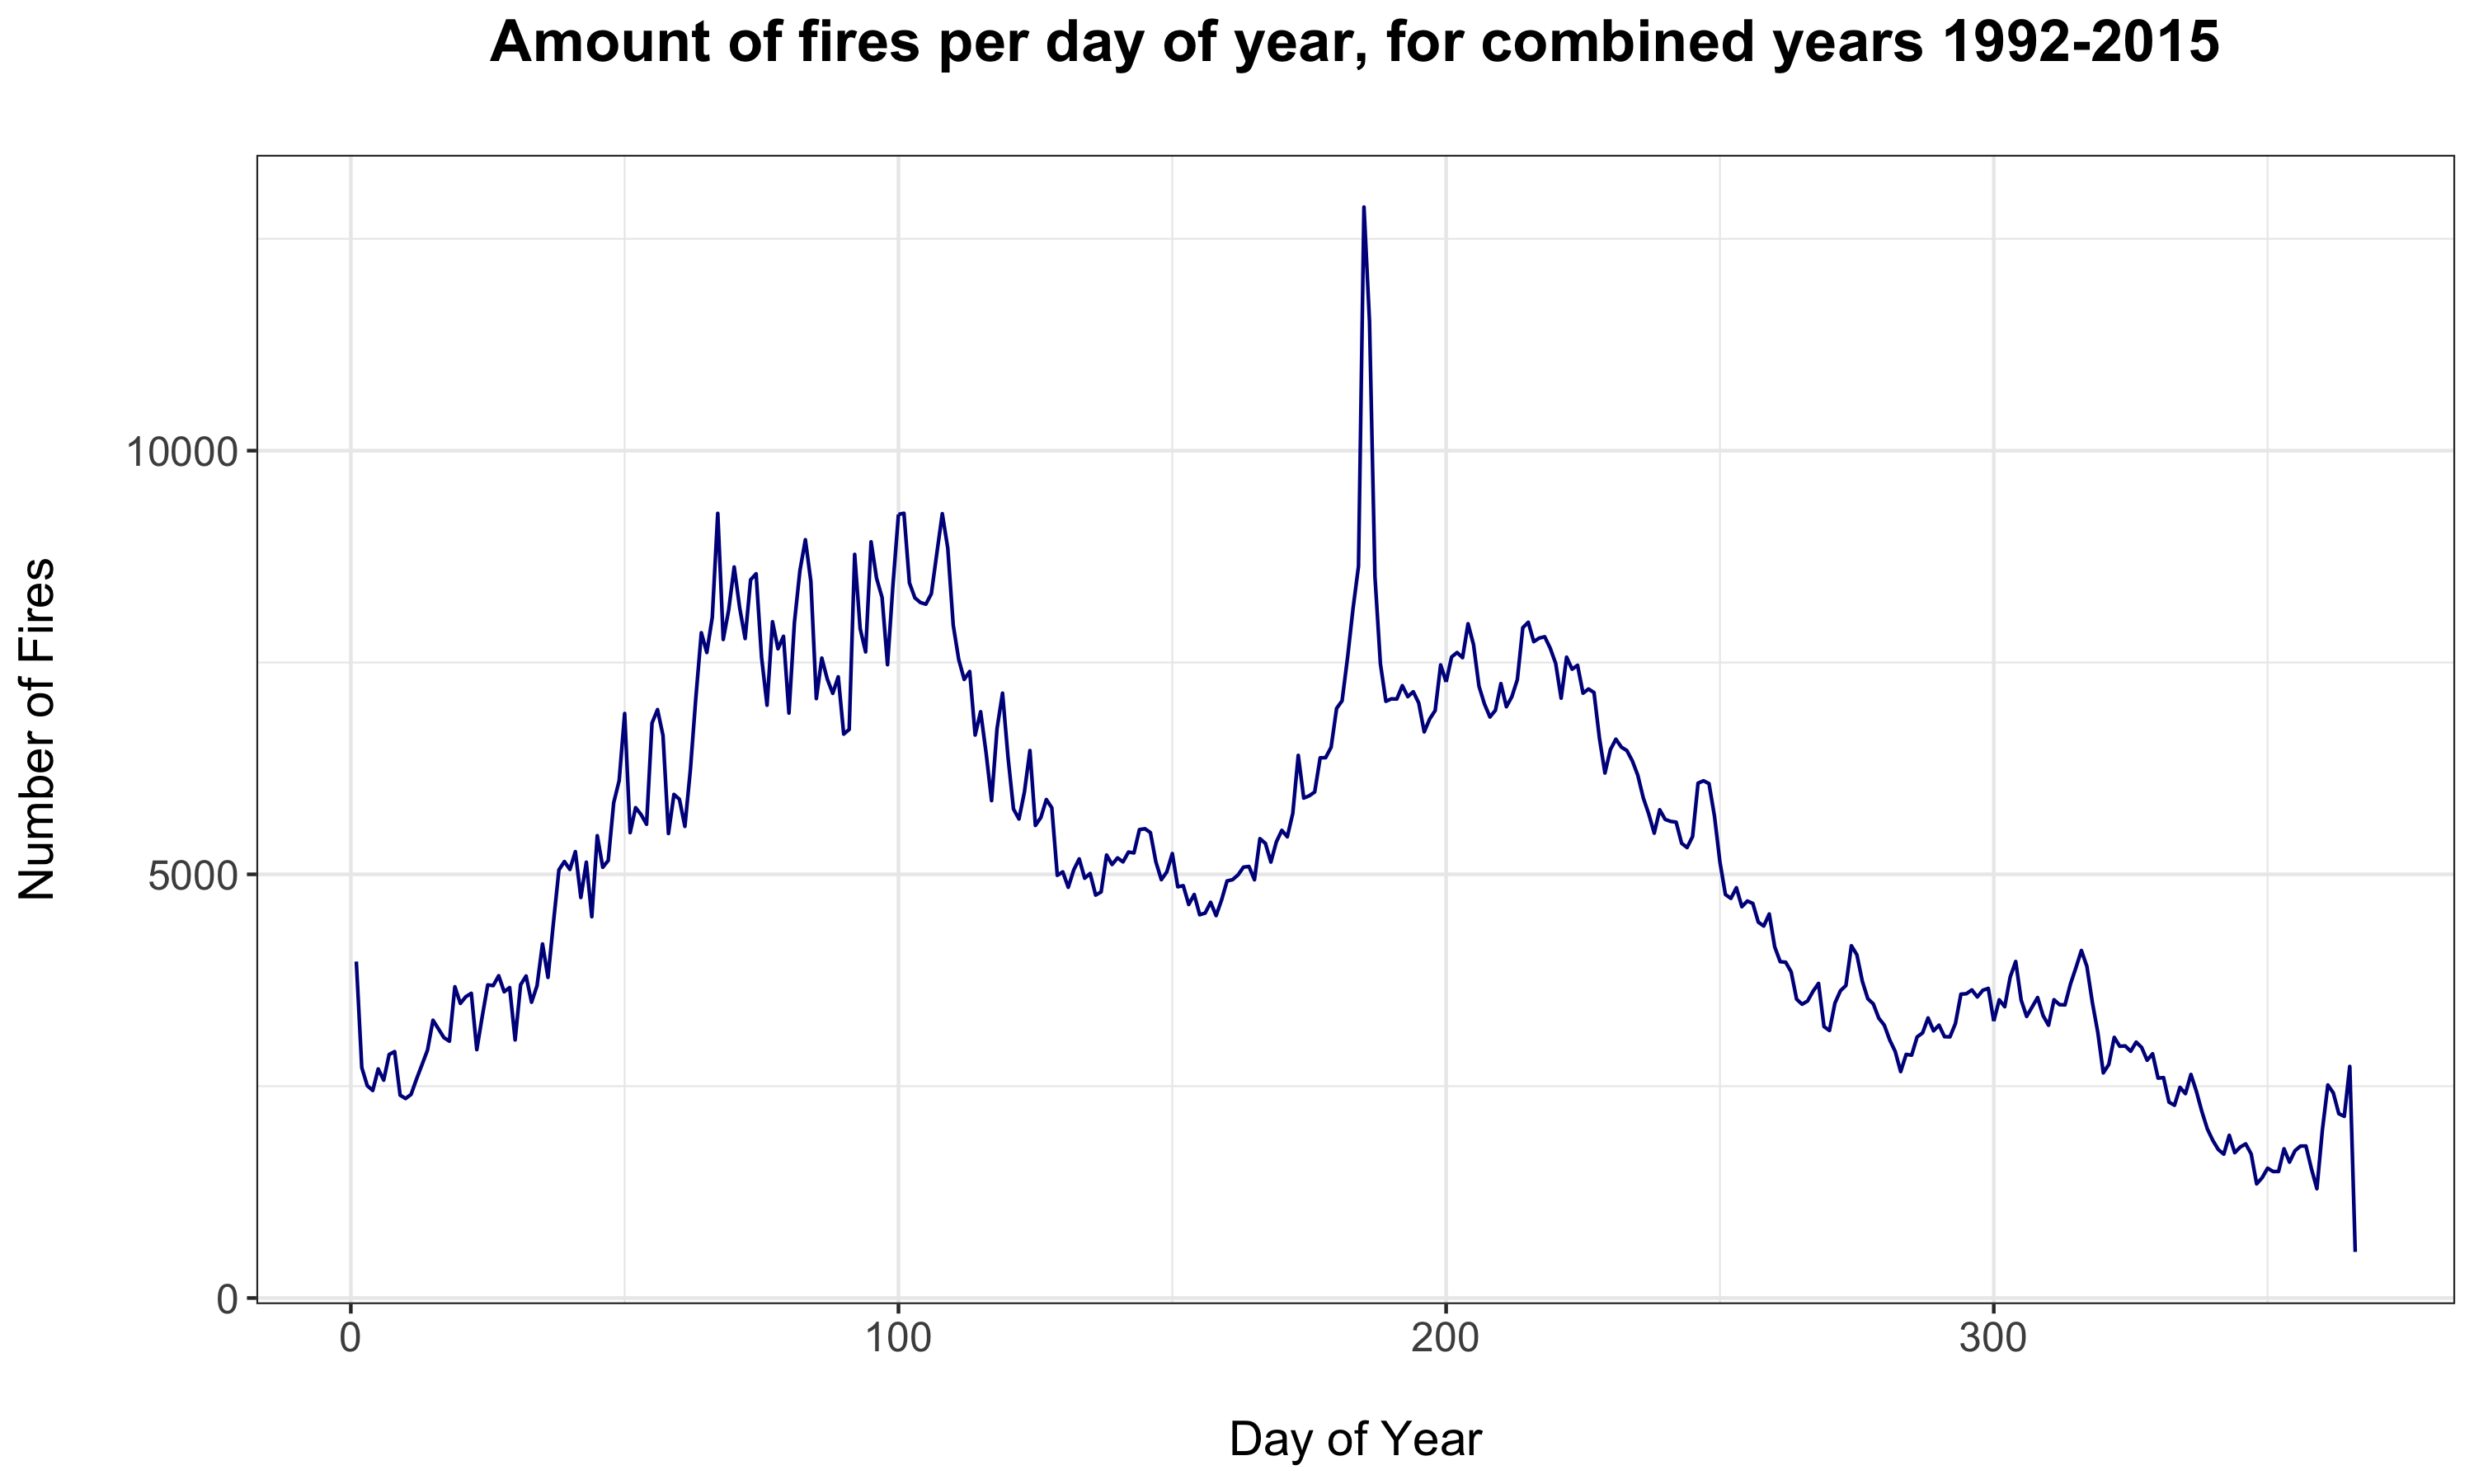 Amount of fires per day of year, for combined years 1992-2015
Number of Fires
10000
5000
0
0 100 200 300
Day of Year